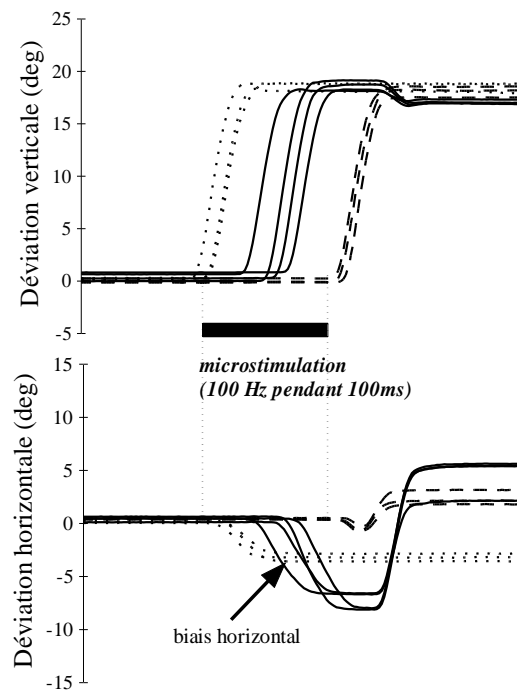 Déviation verticale (deg)
25
20
15
10
5
0
-5
microstimulation
(100 Hz pendant 100ms)
Déviation horizontale (deg)
15
10
5
0
-5
-10
-15
biais horizontal